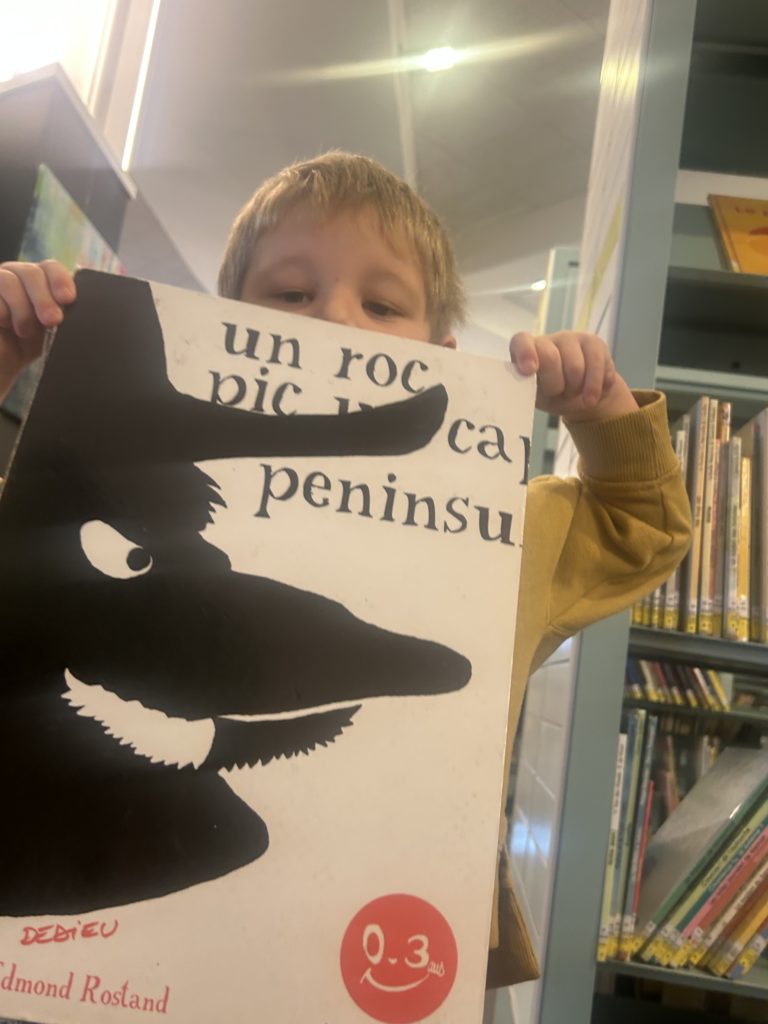 un roc
pic
ca
peninsu
DEDiEU
Edmond Rostand
0.3 ans